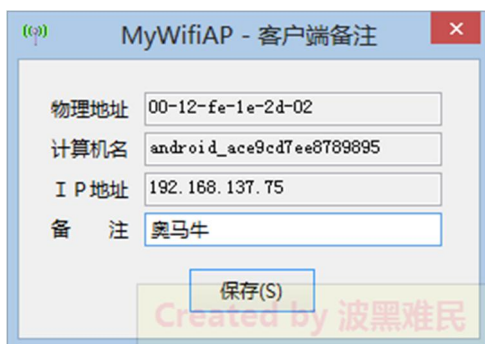 MyWifiAP - 客户端备注
物理地址 00-12-fe-1e-2d-02
计算机名 android_ace9cd7ee8789895
I P地址 192.168.137.75
备 注 奥马牛
保存(S)
Created by 波黑难民